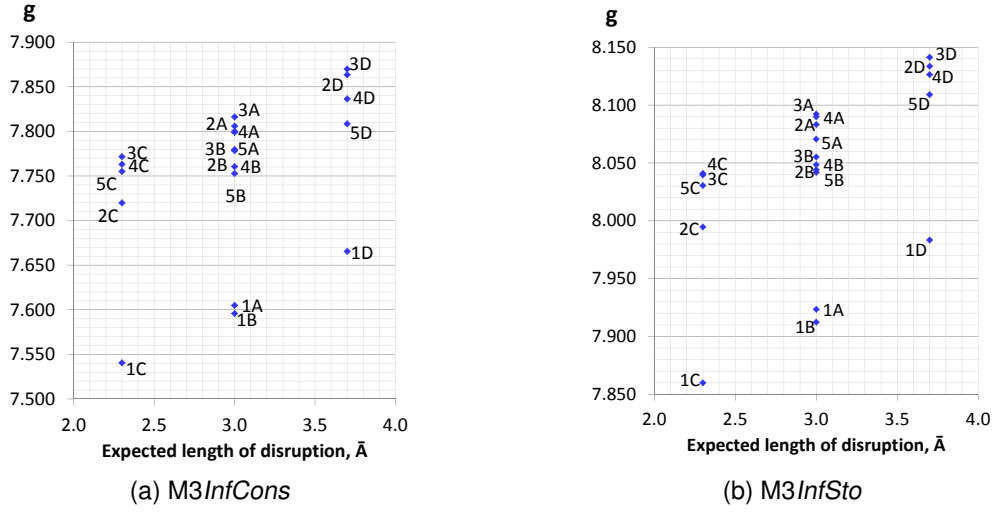 g
7.900
7.850
7.800
7.750
7.700
7.650
7.600
7.550
7.500
3D
2D
4D
5D
3A
2A
4A
3B 5A
2B 4B
5B
3C
4C
5C
2C
1D
1A
1B
1C
2.0 2.5 3.0 3.5 4.0
Expected length of disruption, Ā
(a) M3InfCons
g
8.150
8.100
8.050
8.000
7.950
7.900
7.850
3D
2D
4D
5D
3A
4A
2A
5A
3B
4B
2B
5B
4C
3C
5C
2C
1D
1A
1B
1C
2.0 2.5 3.0 3.5 4.0
Expected length of disruption, Ā
(b) M3InfSto